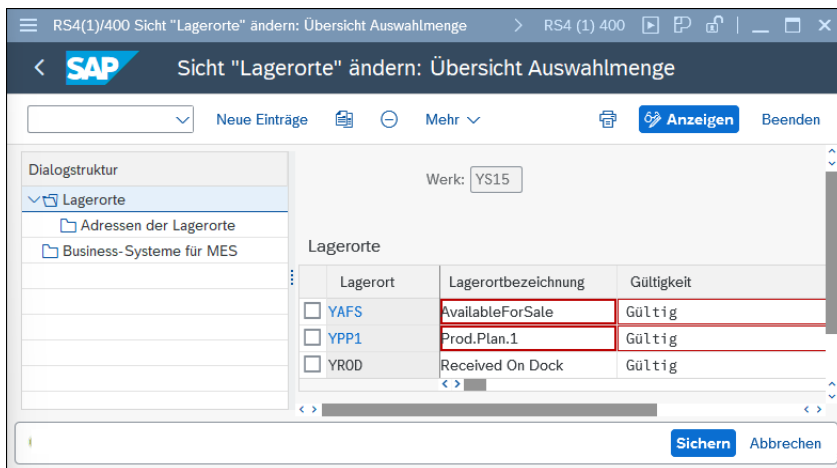 RS4(1)/400 Sicht "Lagerorte" ändern: Übersicht Auswahlmenge RS4 (1) 400
SAP Sicht "Lagerorte" ändern: Übersicht Auswahlmenge
Neue Einträge Mehr Anzeigen Beenden
Dialogstruktur
Lagerorte
Adressen der Lagerorte
Business-Systeme für MES
Werk: YS15
Lagerorte
Lagerort Lagerortbezeichnung Gültigkeit
YAFS AvailableForSale Gültig
YPP1 Prod.Plan.1 Gültig
YROD Received On Dock Gültig
Sichern Abbrechen